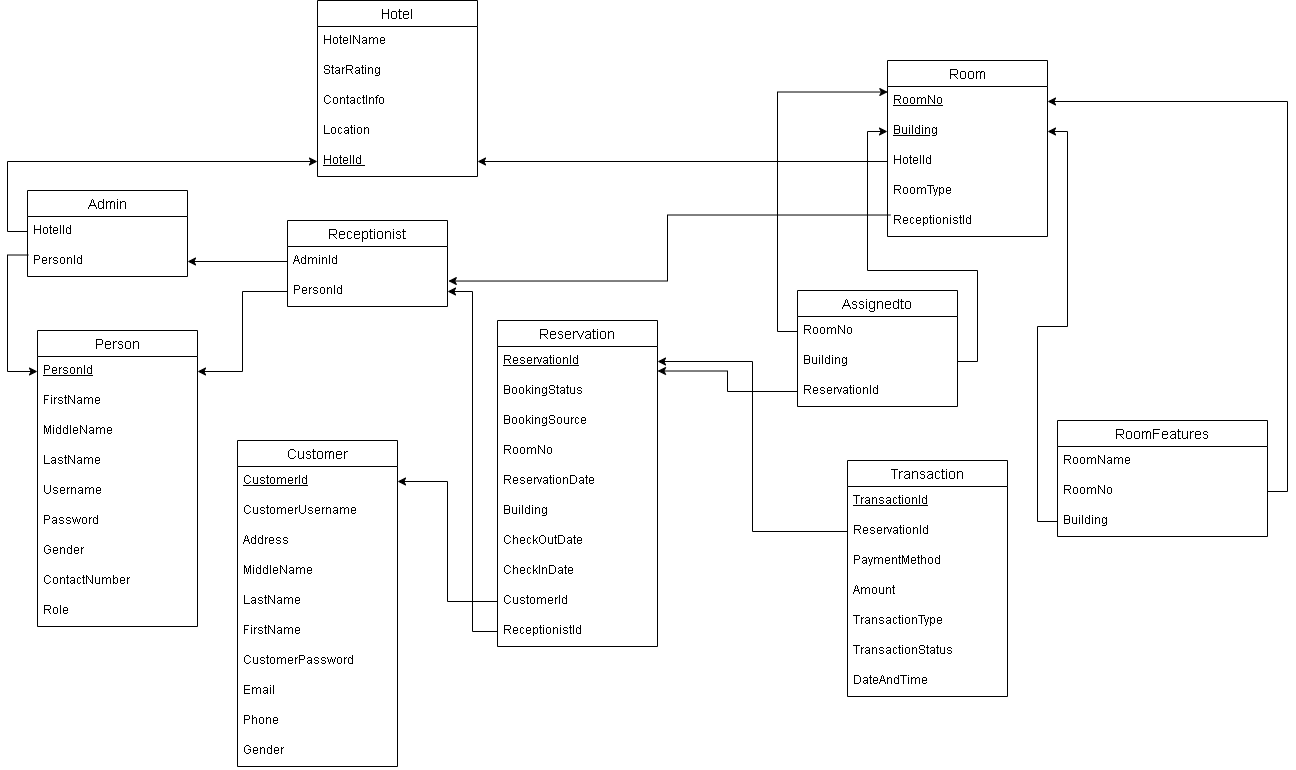 Hotel
HotelName
StarRating
ContactInfo
Location
HotelId
Room
RoomNo
Building
HotelId
RoomType
ReceptionistId
Admin
HotelId
PersonId
Receptionist
AdminId
PersonId
Assignedto
RoomNo
Building
ReservationId
Person
PersonId
FirstName
MiddleName
LastName
Username
Password
Gender
ContactNumber
Role
Reservation
ReservationId
BookingStatus
BookingSource
RoomNo
ReservationDate
Building
CheckOutDate
CheckInDate
CustomerId
ReceptionistId
Customer
CustomerId
CustomerUsername
Address
MiddleName
LastName
FirstName
CustomerPassword
Email
Phone
Gender
Transaction
TransactionId
ReservationId
PaymentMethod
Amount
TransactionType
TransactionStatus
DateAndTime
RoomFeatures
RoomName
RoomNo
Building